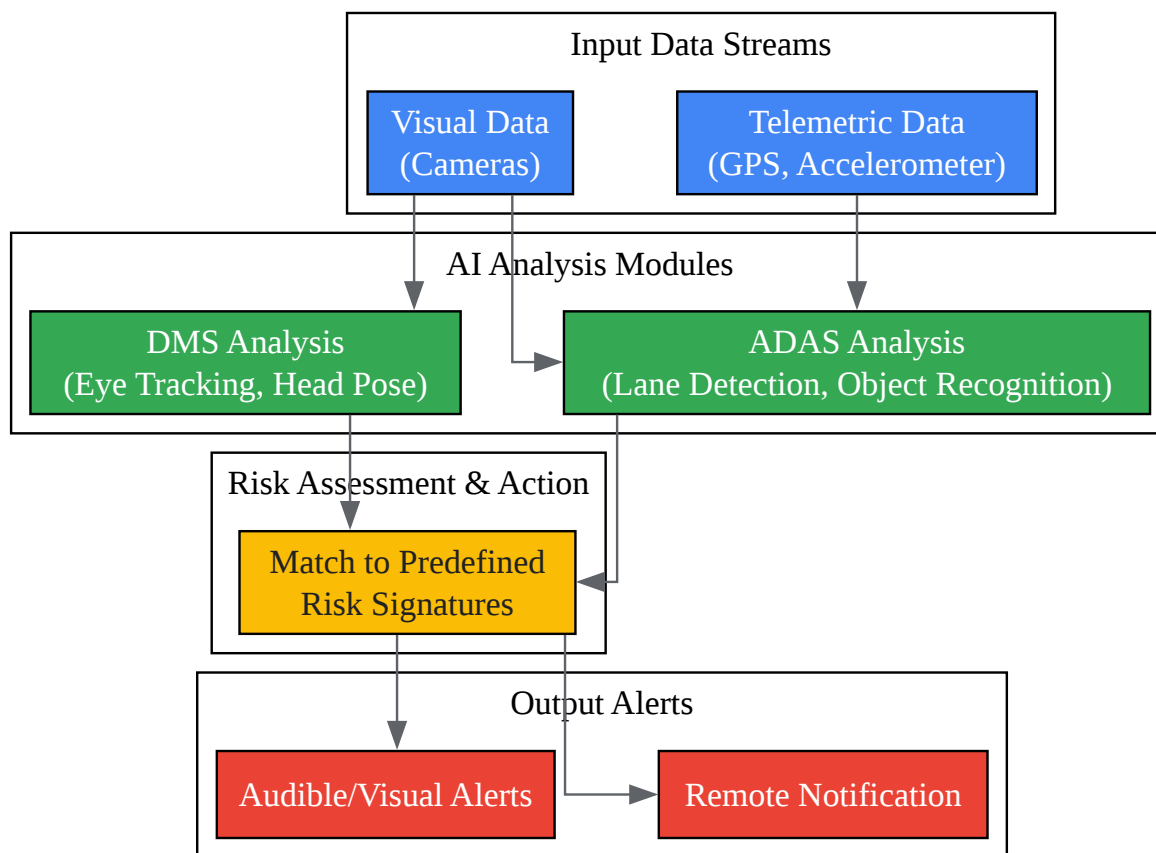 Input Data Streams
Visual Data
(Cameras)
Telemetric Data
(GPS, Accelerometer)
AI Analysis Modules
DMS Analysis
(Eye Tracking, Head Pose)
ADAS Analysis
(Lane Detection, Object Recognition)
Risk Assessment & Action
Match to Predefined
Risk Signatures
Output Alerts
Audible/Visual Alerts
Remote Notification